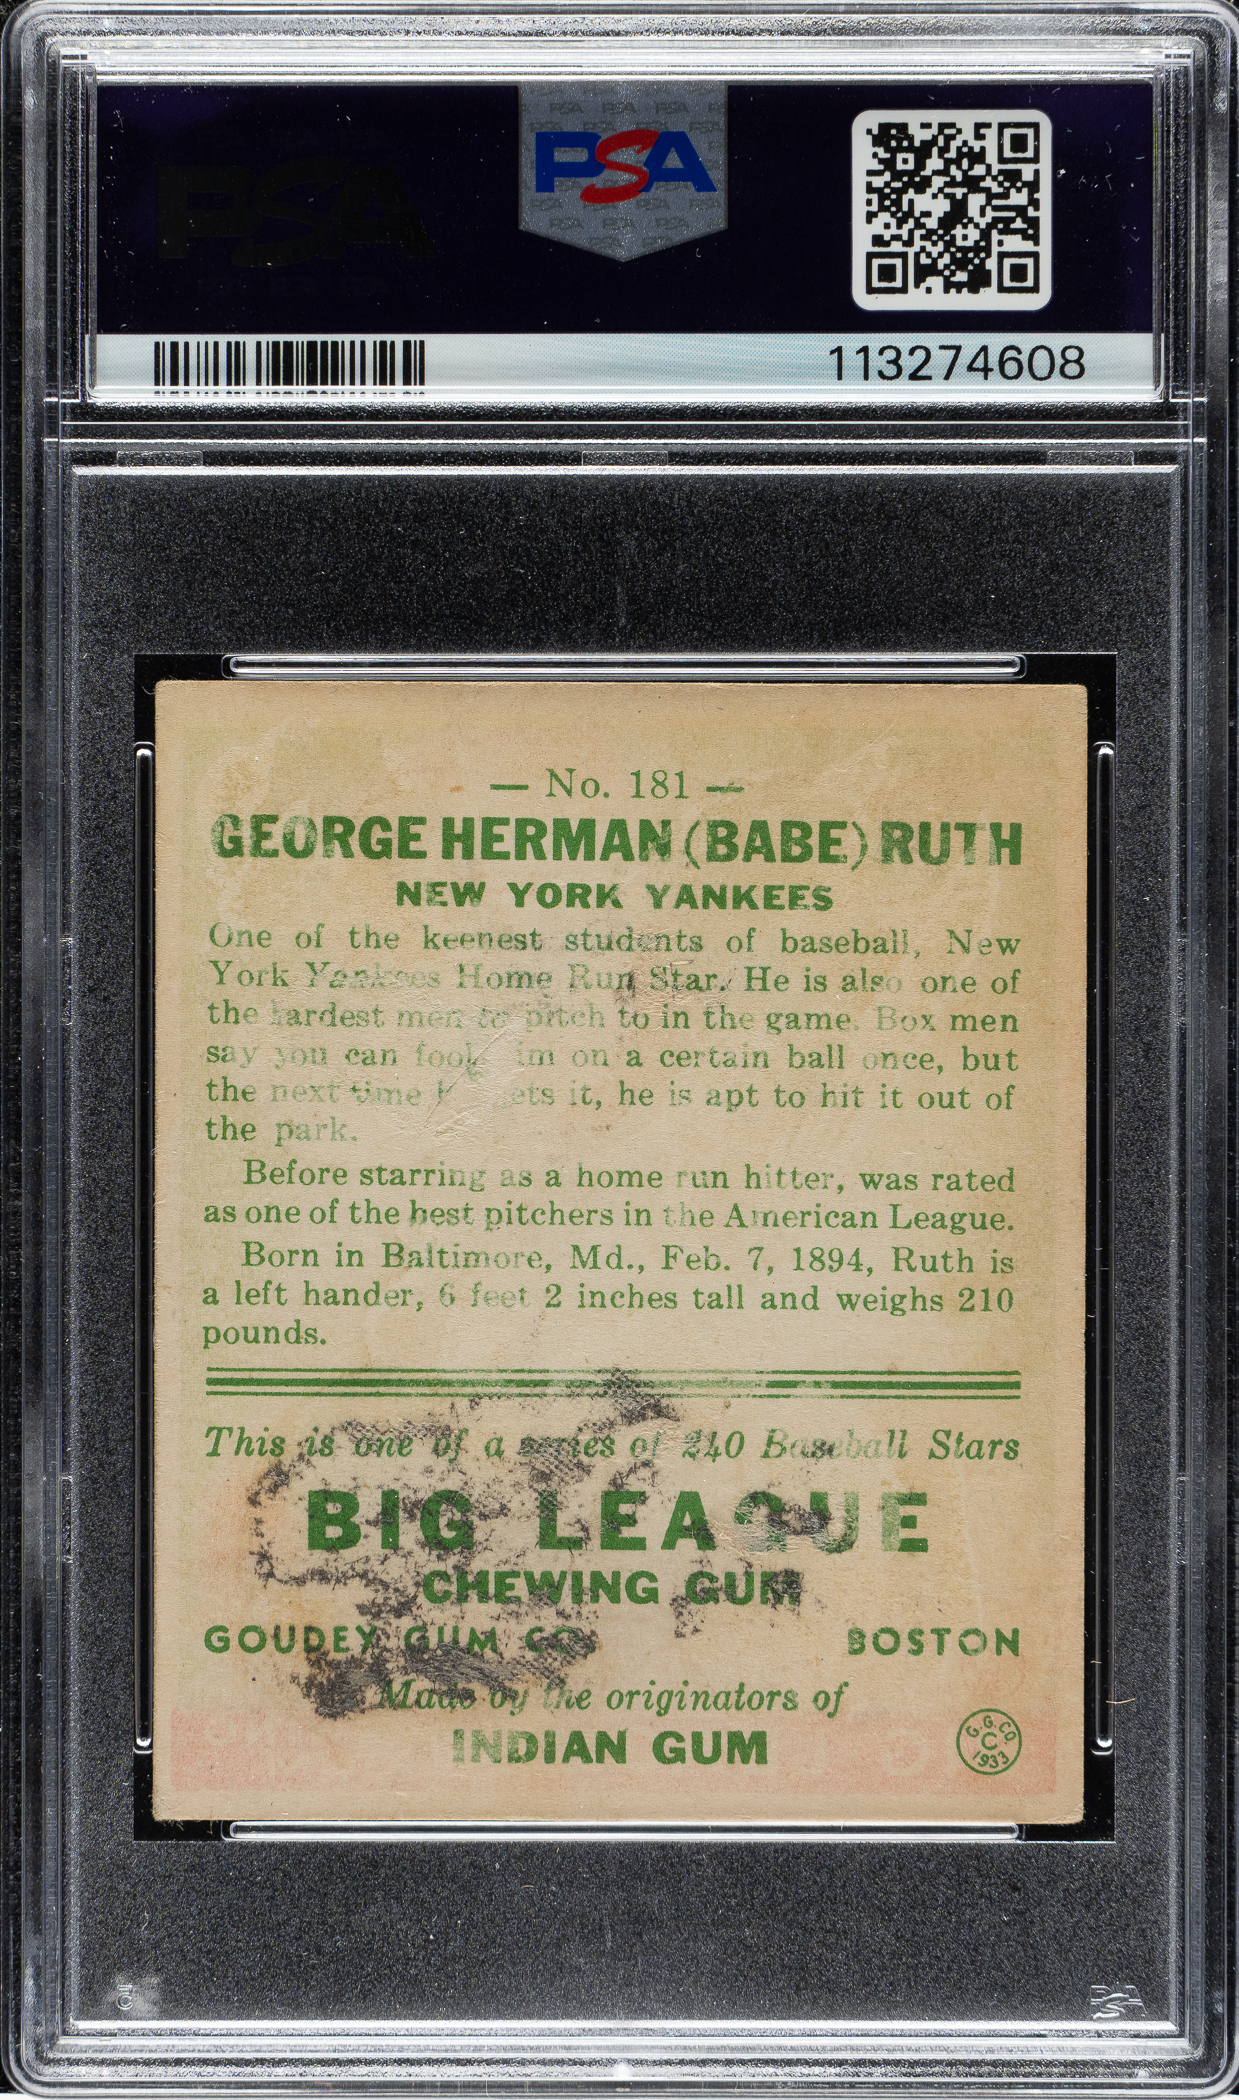 PSA
113274608
— No. 181 —
GEORGE HERMAN (BABE) RUTH
NEW YORK YANKEES
One of the keenest students of baseball, New
York Yankees Home Run Star. He is also one of
the hardest men to pitch to in the game. Box men
say you can fool him on a certain ball once, but
the next time he gets it, he is apt to hit it out of
the park.
Before starring as a home run hitter, was rated
as one of the best pitchers in the American League.
Born in Baltimore, Md., Feb. 7, 1894, Ruth is
a left hander, 6 feet 2 inches tall and weighs 210
pounds.
This is one of a series of 240 Baseball Stars
BIG LEAGUE
CHEWING GUM
GOUDEY GUM CO. BOSTON
Made by the originators of
INDIAN GUM
G. G. CO.
C
1933
PSA